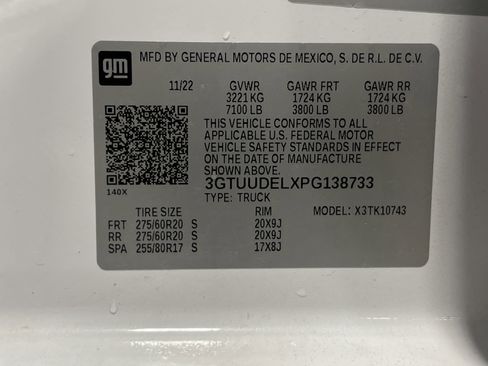 gm MFD BY GENERAL MOTORS DE MEXICO, S. DE R.L. DE C.V.
11/22 GVWR GAWR FRT GAWR RR
3221 KG 1724 KG 1724 KG
7100 LB 3800 LB 3800 LB
THIS VEHICLE CONFORMS TO ALL
APPLICABLE U.S. FEDERAL MOTOR
VEHICLE SAFETY STANDARDS IN EFFECT
ON THE DATE OF MANUFACTURE
SHOWN ABOVE.
3GTUUDELXPG138733
140X TYPE: TRUCK
TIRE SIZE RIM MODEL: X3TK10743
FRT 275/60R20 S 20X9J
RR 275/60R20 S 20X9J
SPA 255/80R17 S 17X8J